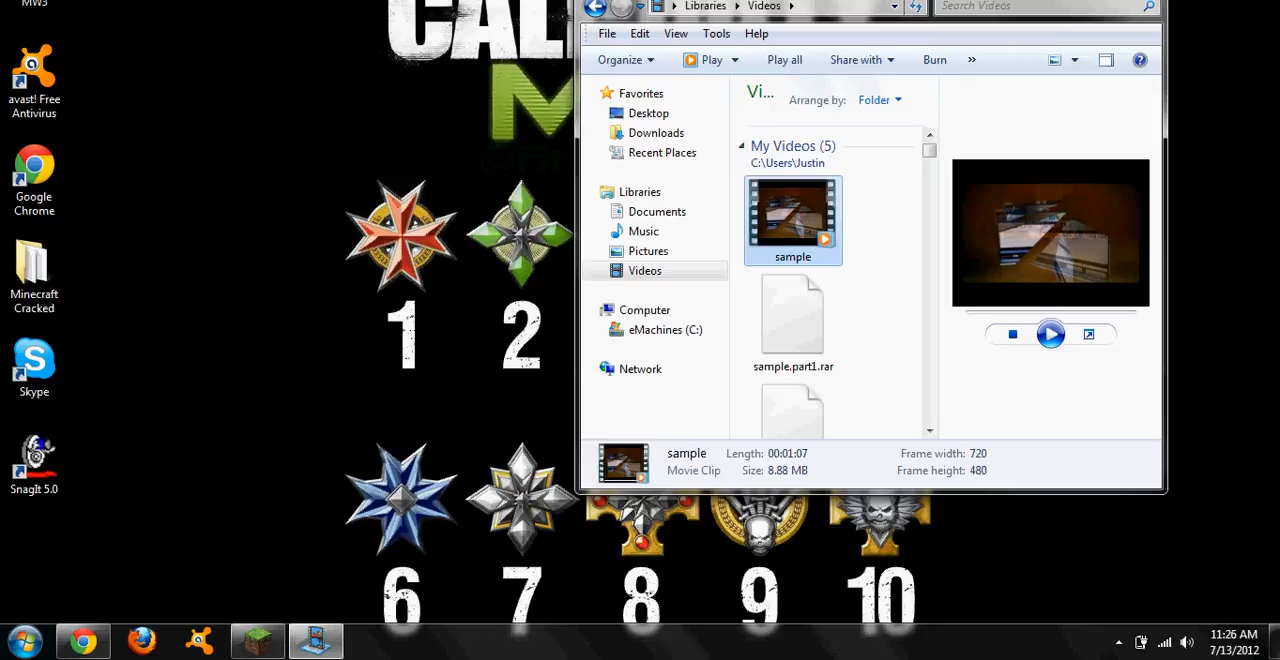 MW3
avast! Free
Antivirus
Google
Chrome
Minecraft
Cracked
Skype
SnagIt 5.0
CAL
M
1
2
6
7
8
9
10
Libraries
Videos
Search Videos
File Edit View Tools Help
Organize Play Play all Share with Burn »
Favorites
Desktop
Downloads
Recent Places
Libraries
Documents
Music
Pictures
Videos
Computer
eMachines (C:)
Network
Vi...
Arrange by: Folder
My Videos (5)
C:\Users\Justin
sample
sample.part1.rar
sample Length: 00:01:07 Frame width: 720
Movie Clip Size: 8.88 MB Frame height: 480
11:26 AM
7/13/2012